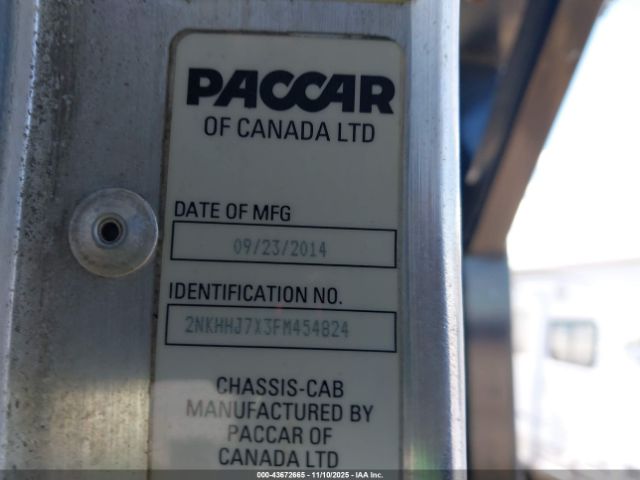 PACCAR
OF CANADA LTD
DATE OF MFG
09/23/2014
IDENTIFICATION NO.
2NKHHJ7X3FM454824
CHASSIS-CAB
MANUFACTURED BY
PACCAR OF
CANADA LTD
000-43672665 - 11/10/2025 - IAA Inc.